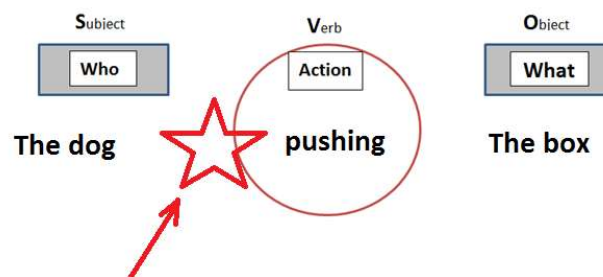 Subject Verb Object
Who Action What
The dog pushing The box